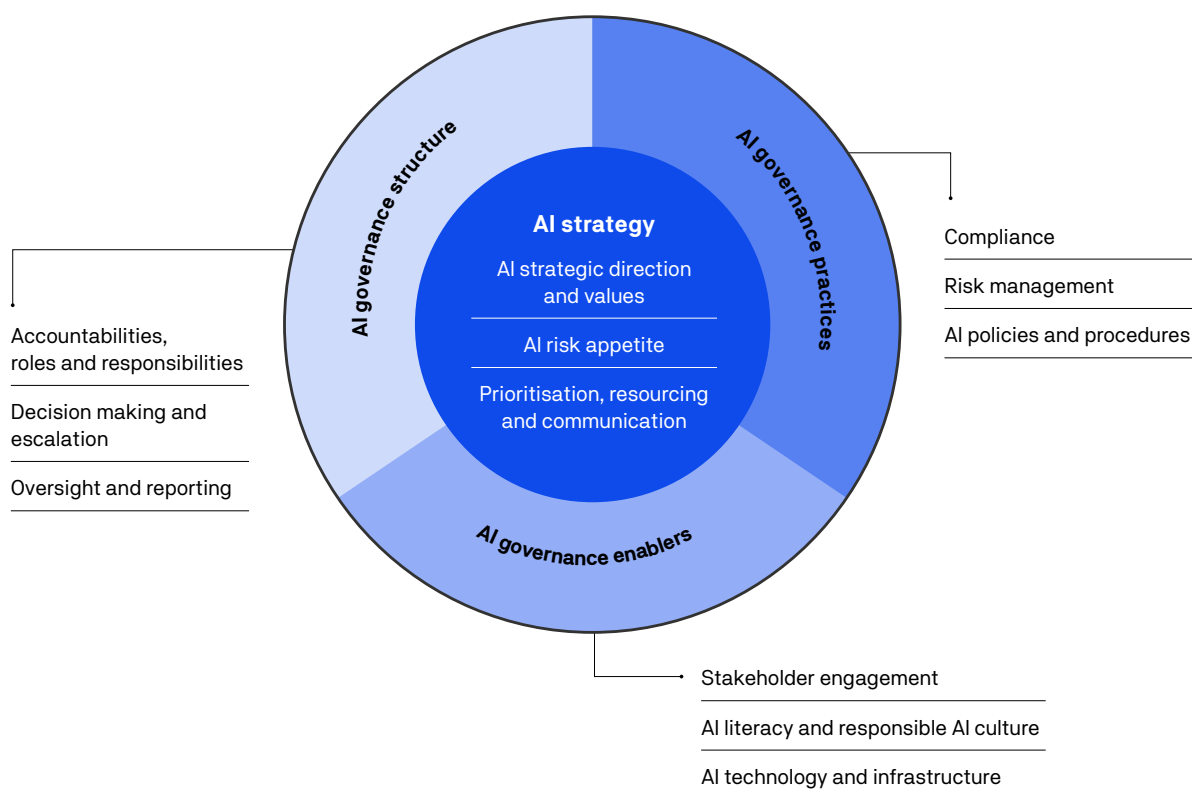 AI governance structure
AI governance practices
AI strategy
AI strategic direction
and values
AI risk appetite
Prioritisation, resourcing
and communication
AI governance enablers
Accountabilities,
roles and responsibilities
Decision making and
escalation
Oversight and reporting
Compliance
Risk management
AI policies and procedures
Stakeholder engagement
AI literacy and responsible AI culture
AI technology and infrastructure